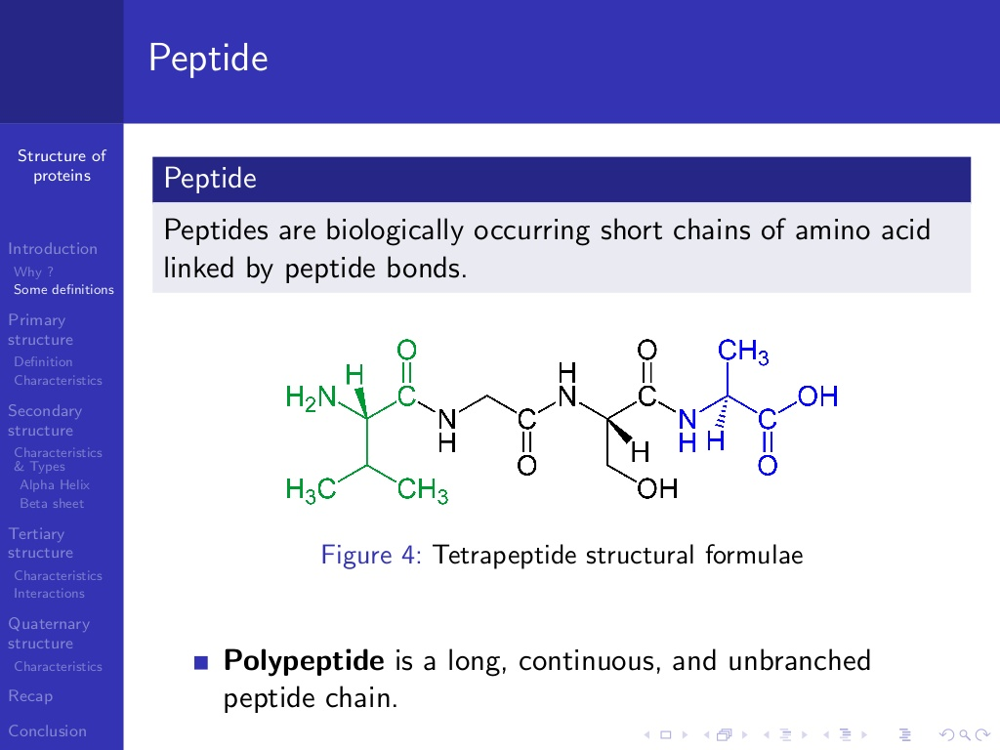 Peptide
Structure of
proteins
Introduction
Why ?
Some definitions
Primary
structure
Definition
Characteristics
Secondary
structure
Characteristics
& Types
Alpha Helix
Beta sheet
Tertiary
structure
Characteristics
Interactions
Quaternary
structure
Characteristics
Recap
Conclusion
Peptide
Peptides are biologically occurring short chains of amino acid
linked by peptide bonds.
O O CH₃
H H
H₂N C N C OH
N C N H C
H O H H O
H₃C CH₃ OH
Figure 4: Tetrapeptide structural formulae
Polypeptide is a long, continuous, and unbranched
peptide chain.